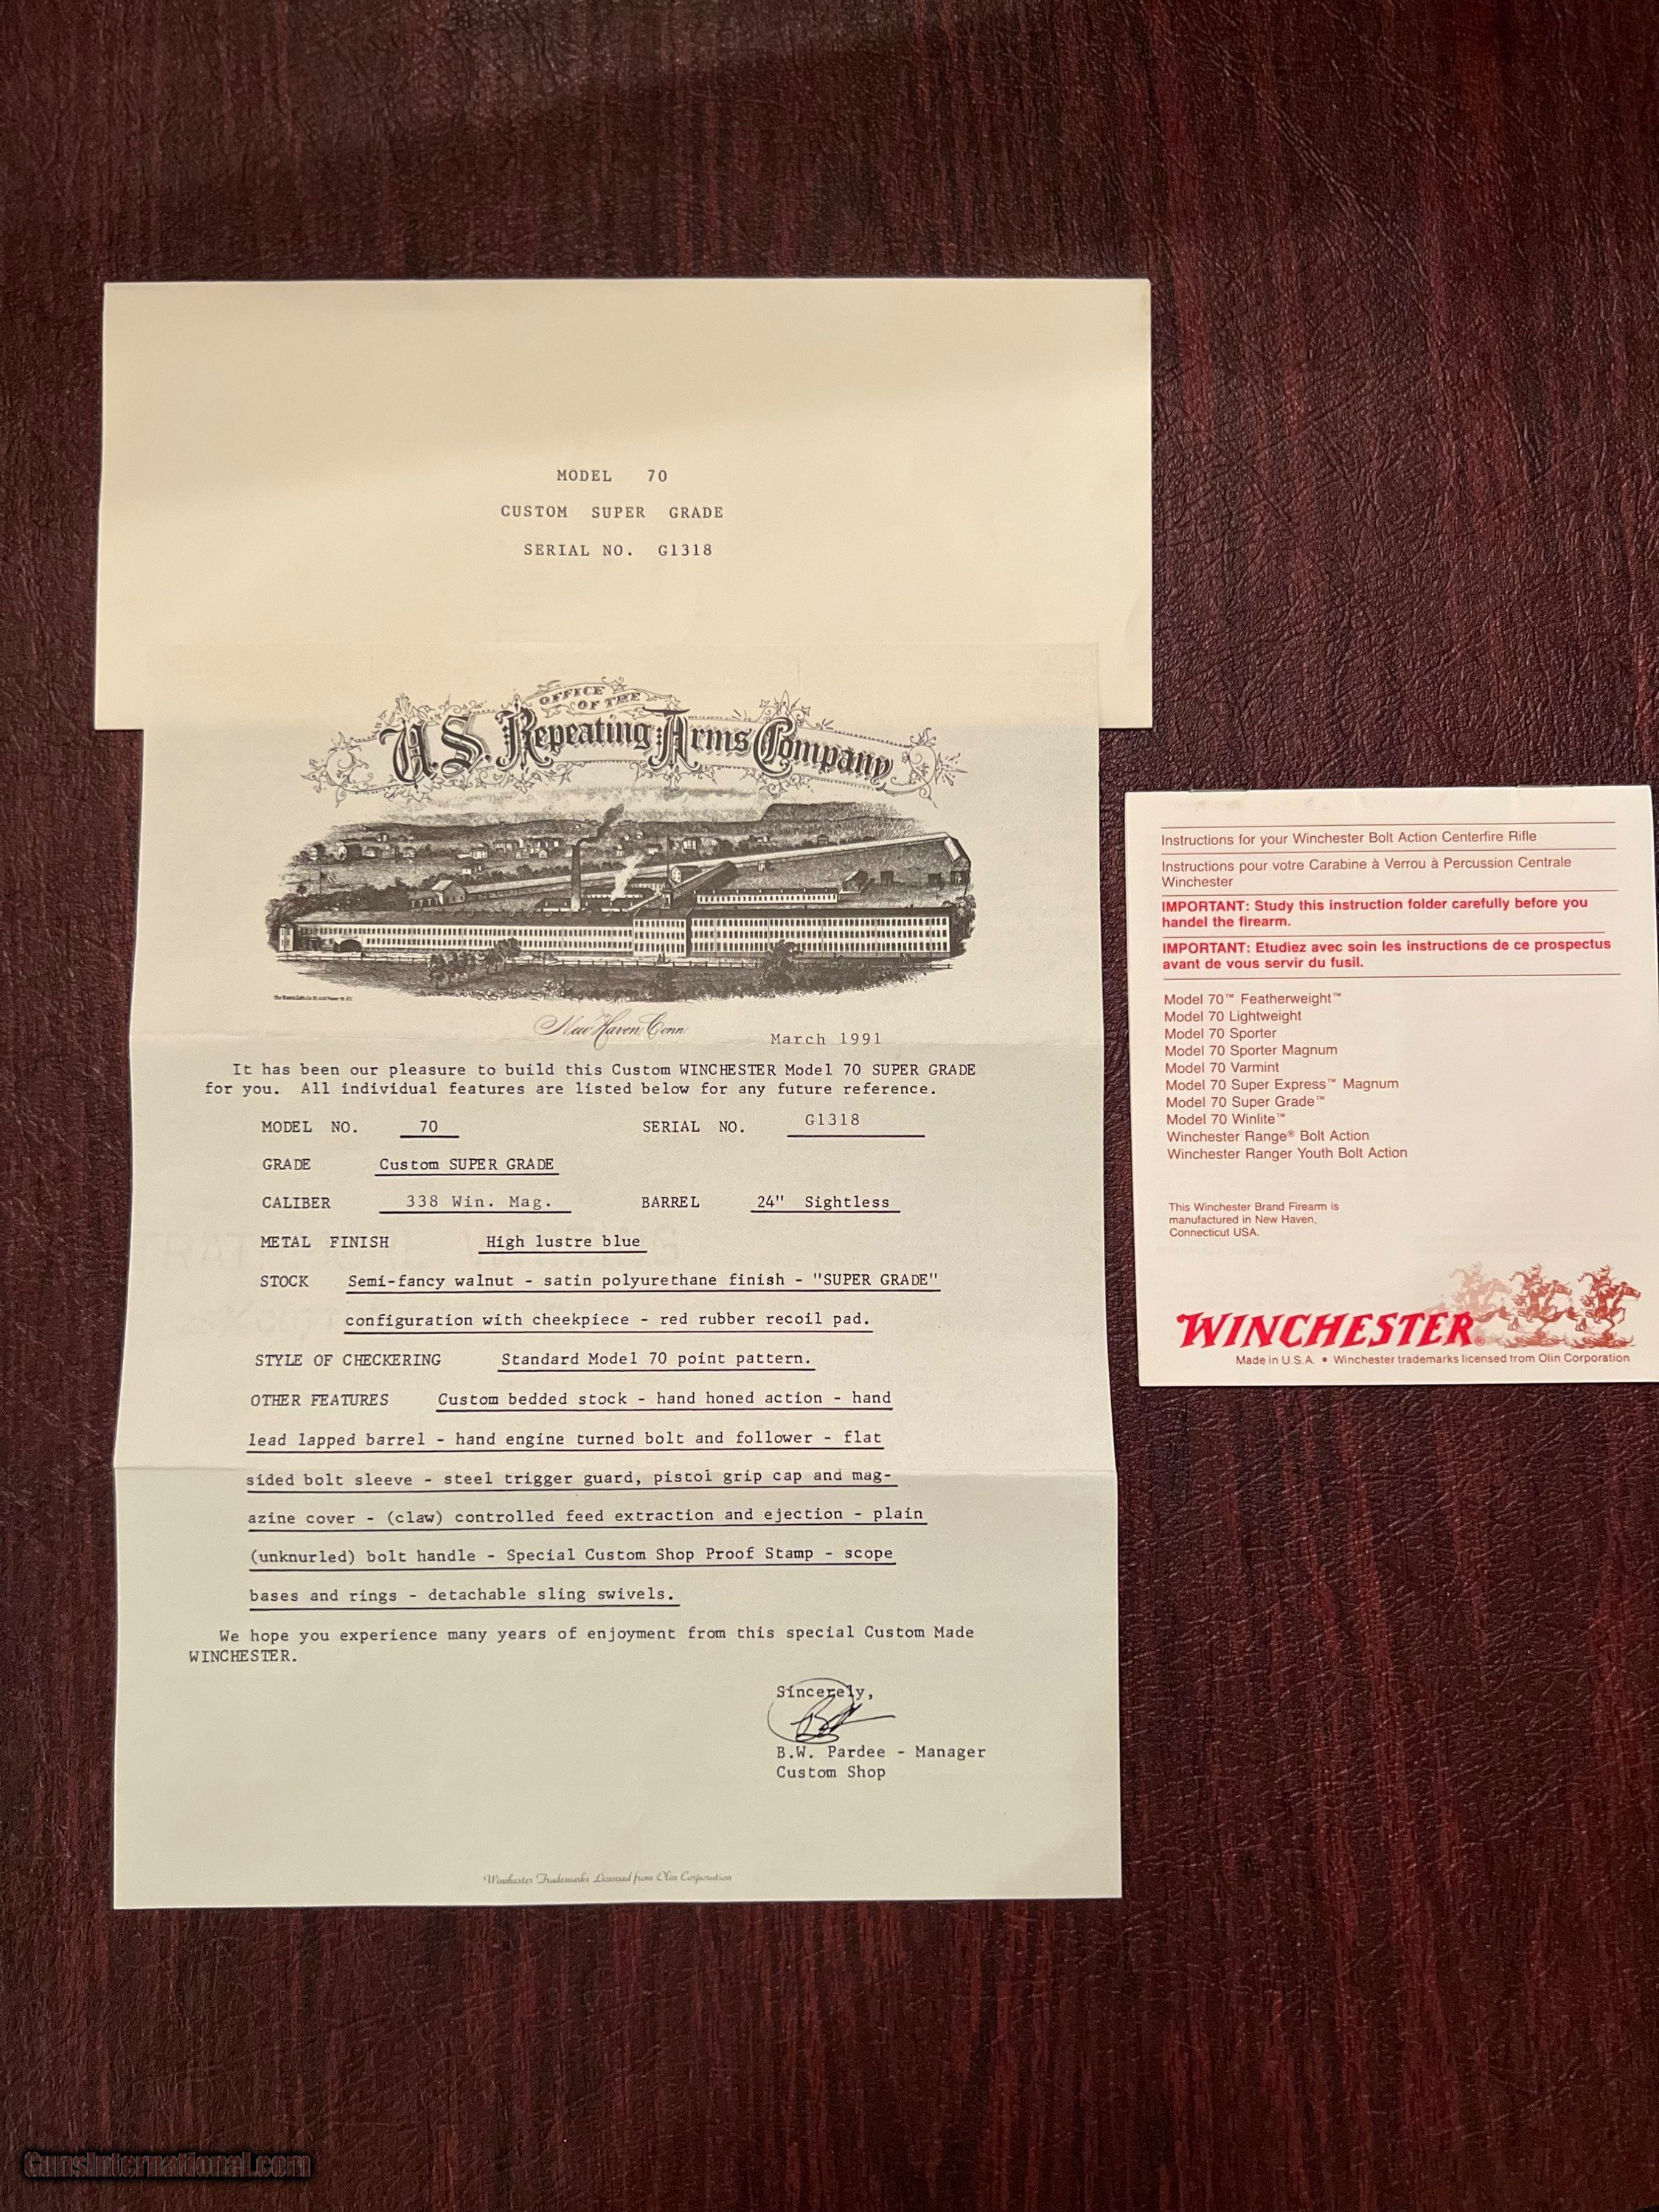 MODEL 70
CUSTOM SUPER GRADE
SERIAL NO. G1318
OFFICE
OF THE
U.S. Repeating Arms Company
New Haven, Conn.
March 1991
It has been our pleasure to build this Custom WINCHESTER Model 70 SUPER GRADE
for you. All individual features are listed below for any future reference.
MODEL NO. 70 SERIAL NO. G1318
GRADE Custom SUPER GRADE
CALIBER 338 Win. Mag. BARREL 24" Sightless
METAL FINISH High lustre blue
STOCK Semi-fancy walnut - satin polyurethane finish - "SUPER GRADE"
configuration with cheekpiece - red rubber recoil pad.
STYLE OF CHECKERING Standard Model 70 point pattern.
OTHER FEATURES Custom bedded stock - hand honed action - hand
lead lapped barrel - hand engine turned bolt and follower - flat
sided bolt sleeve - steel trigger guard, pistol grip cap and mag-
azine cover - (claw) controlled feed extraction and ejection - plain
(unknurled) bolt handle - Special Custom Shop Proof Stamp - scope
bases and rings - detachable sling swivels.
We hope you experience many years of enjoyment from this special Custom Made
WINCHESTER.
Sincerely,
B.W. Pardee - Manager
Custom Shop
Winchester Trademarks Licensed from Olin Corporation
Instructions for your Winchester Bolt Action Centerfire Rifle
Instructions pour votre Carabine à Verrou à Percussion Centrale
Winchester
IMPORTANT: Study this instruction folder carefully before you
handel the firearm.
IMPORTANT: Etudiez avec soin les instructions de ce prospectus
avant de vous servir du fusil.
Model 70™ Featherweight™
Model 70 Lightweight
Model 70 Sporter
Model 70 Sporter Magnum
Model 70 Varmint
Model 70 Super Express™ Magnum
Model 70 Super Grade™
Model 70 Winlite™
Winchester Range® Bolt Action
Winchester Ranger Youth Bolt Action
This Winchester Brand Firearm is
manufactured in New Haven,
Connecticut USA.
WINCHESTER®
Made in U.S.A. • Winchester trademarks licensed from Olin Corporation
GunsInternational.com